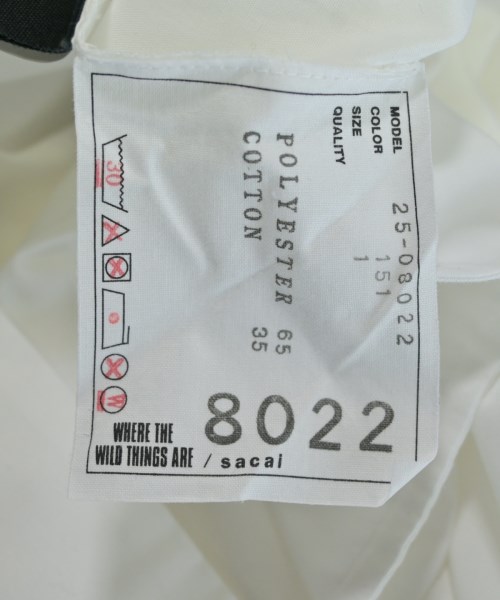 MODEL 25-08022
COLOR 151
SIZE 1
QUALITY
POLYESTER 65
COTTON 35
30
W
8022
WHERE THE
WILD THINGS ARE / sacai